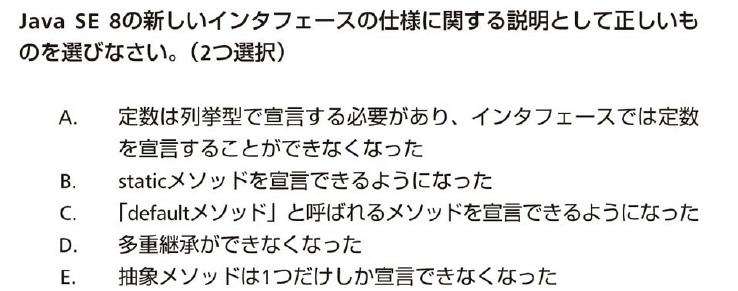 Java SE 8の新しいインタフェースの仕様に関する説明として正しいも
のを選びなさい。（2つ選択）
A. 定数は列挙型で宣言する必要があり、インタフェースでは定数
を宣言することができなくなった
B. staticメソッドを宣言できるようになった
C. 「defaultメソッド」と呼ばれるメソッドを宣言できるようになった
D. 多重継承ができなくなった
E. 抽象メソッドは1つだけしか宣言できなくなった